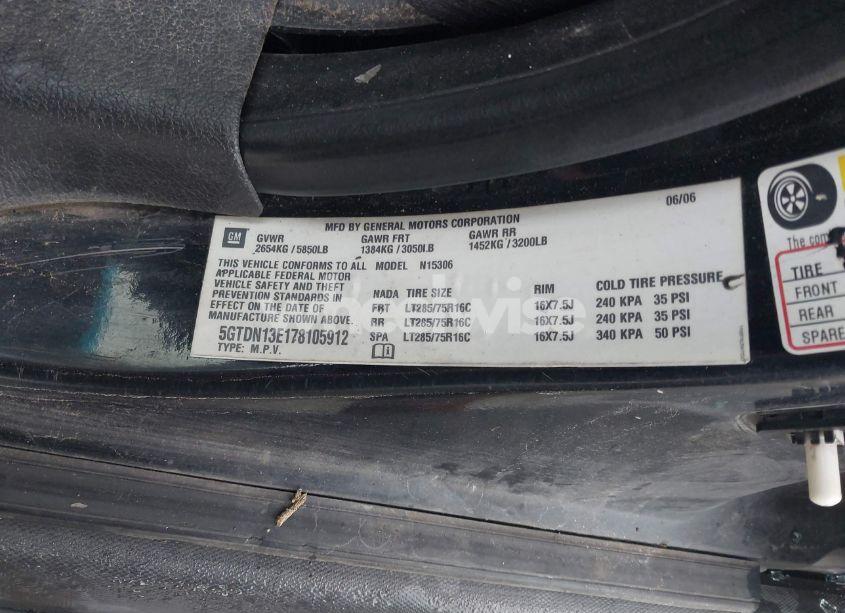 06/06
MFD BY GENERAL MOTORS CORPORATION
GM
GVWR GAWR FRT GAWR RR
2654KG / 5850LB 1384KG / 3050LB 1452KG / 3200LB
THIS VEHICLE CONFORMS TO ALL MODEL N15306
APPLICABLE FEDERAL MOTOR
VEHICLE SAFETY AND THEFT
PREVENTION STANDARDS IN
EFFECT ON THE DATE OF
MANUFACTURE SHOWN ABOVE.
5GTDN13E178105912
TYPE: M.P.V.
NADA TIRE SIZE RIM COLD TIRE PRESSURE
FRT LT285/75R16C 16X7.5J 240 KPA 35 PSI
RR LT285/75R16C 16X7.5J 240 KPA 35 PSI
SPA LT285/75R16C 16X7.5J 340 KPA 50 PSI
The com
TIRE
FRONT
REAR
SPARE